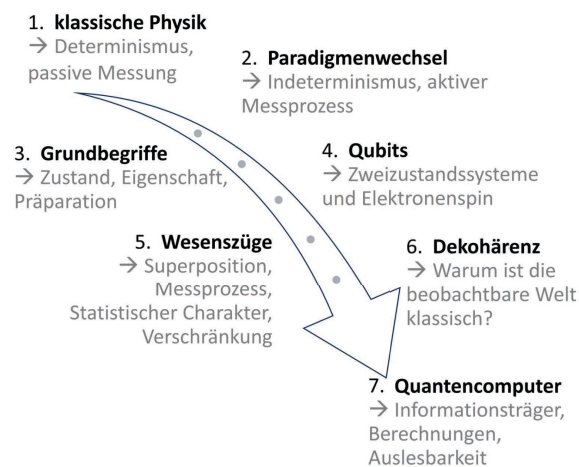 1. klassische Physik
→ Determinismus,
passive Messung
2. Paradigmenwechsel
→ Indeterminismus, aktiver
Messprozess
3. Grundbegriffe
→ Zustand, Eigenschaft,
Präparation
4. Qubits
→ Zweizustandssysteme
und Elektronenspin
5. Wesenszüge
→ Superposition,
Messprozess,
Statistischer Charakter,
Verschränkung
6. Dekohärenz
→ Warum ist die
beobachtbare Welt
klassisch?
7. Quantencomputer
→ Informationsträger,
Berechnungen,
Auslesbarkeit